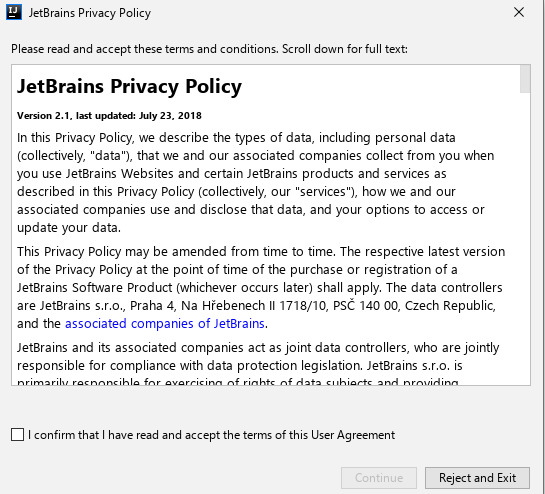 IJ JetBrains Privacy Policy
Please read and accept these terms and conditions. Scroll down for full text:
JetBrains Privacy Policy
Version 2.1, last updated: July 23, 2018
In this Privacy Policy, we describe the types of data, including personal data
(collectively, "data"), that we and our associated companies collect from you when
you use JetBrains Websites and certain JetBrains products and services as
described in this Privacy Policy (collectively, our "services"), how we and our
associated companies use and disclose that data, and your options to access or
update your data.
This Privacy Policy may be amended from time to time. The respective latest version
of the Privacy Policy at the point of time of the purchase or registration of a
JetBrains Software Product (whichever occurs later) shall apply. The data controllers
are JetBrains s.r.o., Praha 4, Na Hřebenech II 1718/10, PSČ 140 00, Czech Republic,
and the associated companies of JetBrains.
JetBrains and its associated companies act as joint data controllers, who are jointly
responsible for compliance with data protection legislation. JetBrains s.r.o. is
primarily responsible for exercising of rights of data subjects and providing
I confirm that I have read and accept the terms of this User Agreement
Continue
Reject and Exit